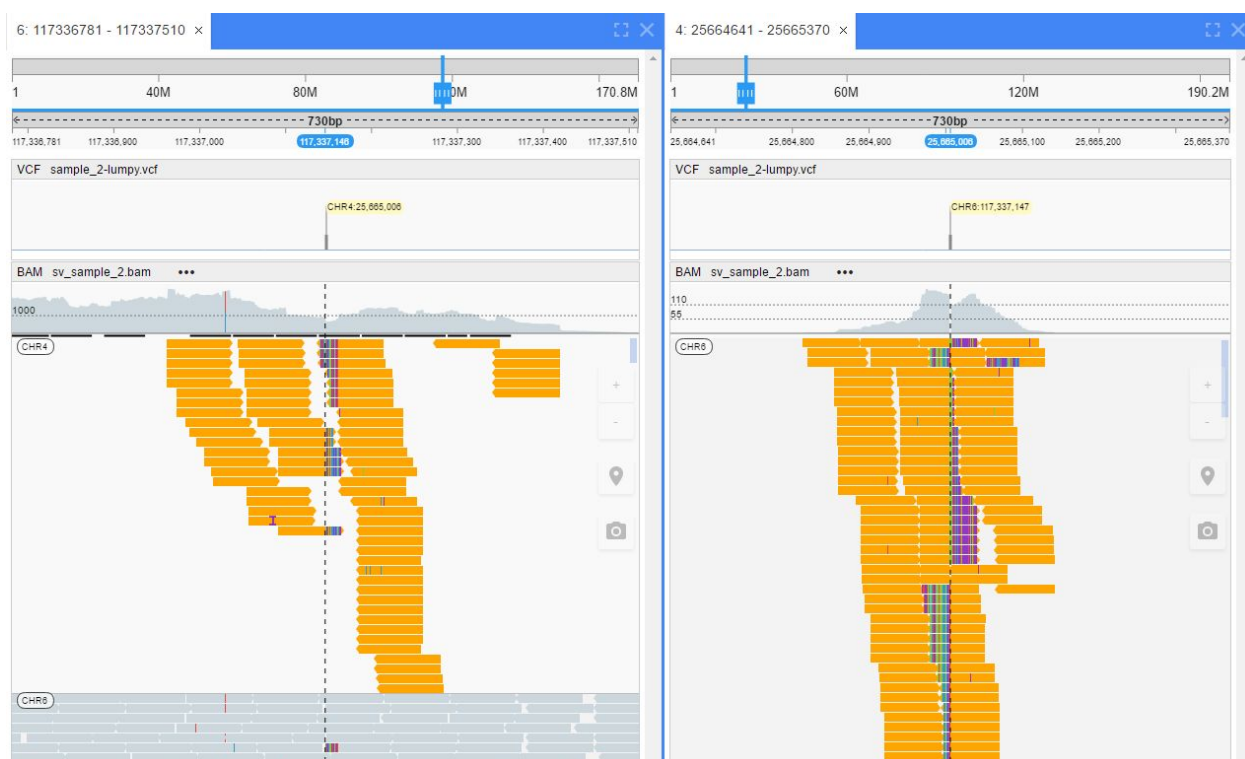 6: 117336781 - 117337510 ×
1 40M 80M 0M 170.8M
730bp
117,336,781 117,336,900 117,337,000 117,337,146 117,337,300 117,337,400 117,337,510
VCF sample_2-lumpy.vcf
CHR4:25,665,006
BAM sv_sample_2.bam •••
1000
CHR4
+
-
CHR6
4: 25664641 - 25665370 ×
1 60M 120M 190.2M
730bp
25,664,641 25,664,800 25,664,900 25,665,006 25,665,100 25,665,200 25,665,370
VCF sample_2-lumpy.vcf
CHR6:117,337,147
BAM sv_sample_2.bam •••
110
55
CHR6
+
-